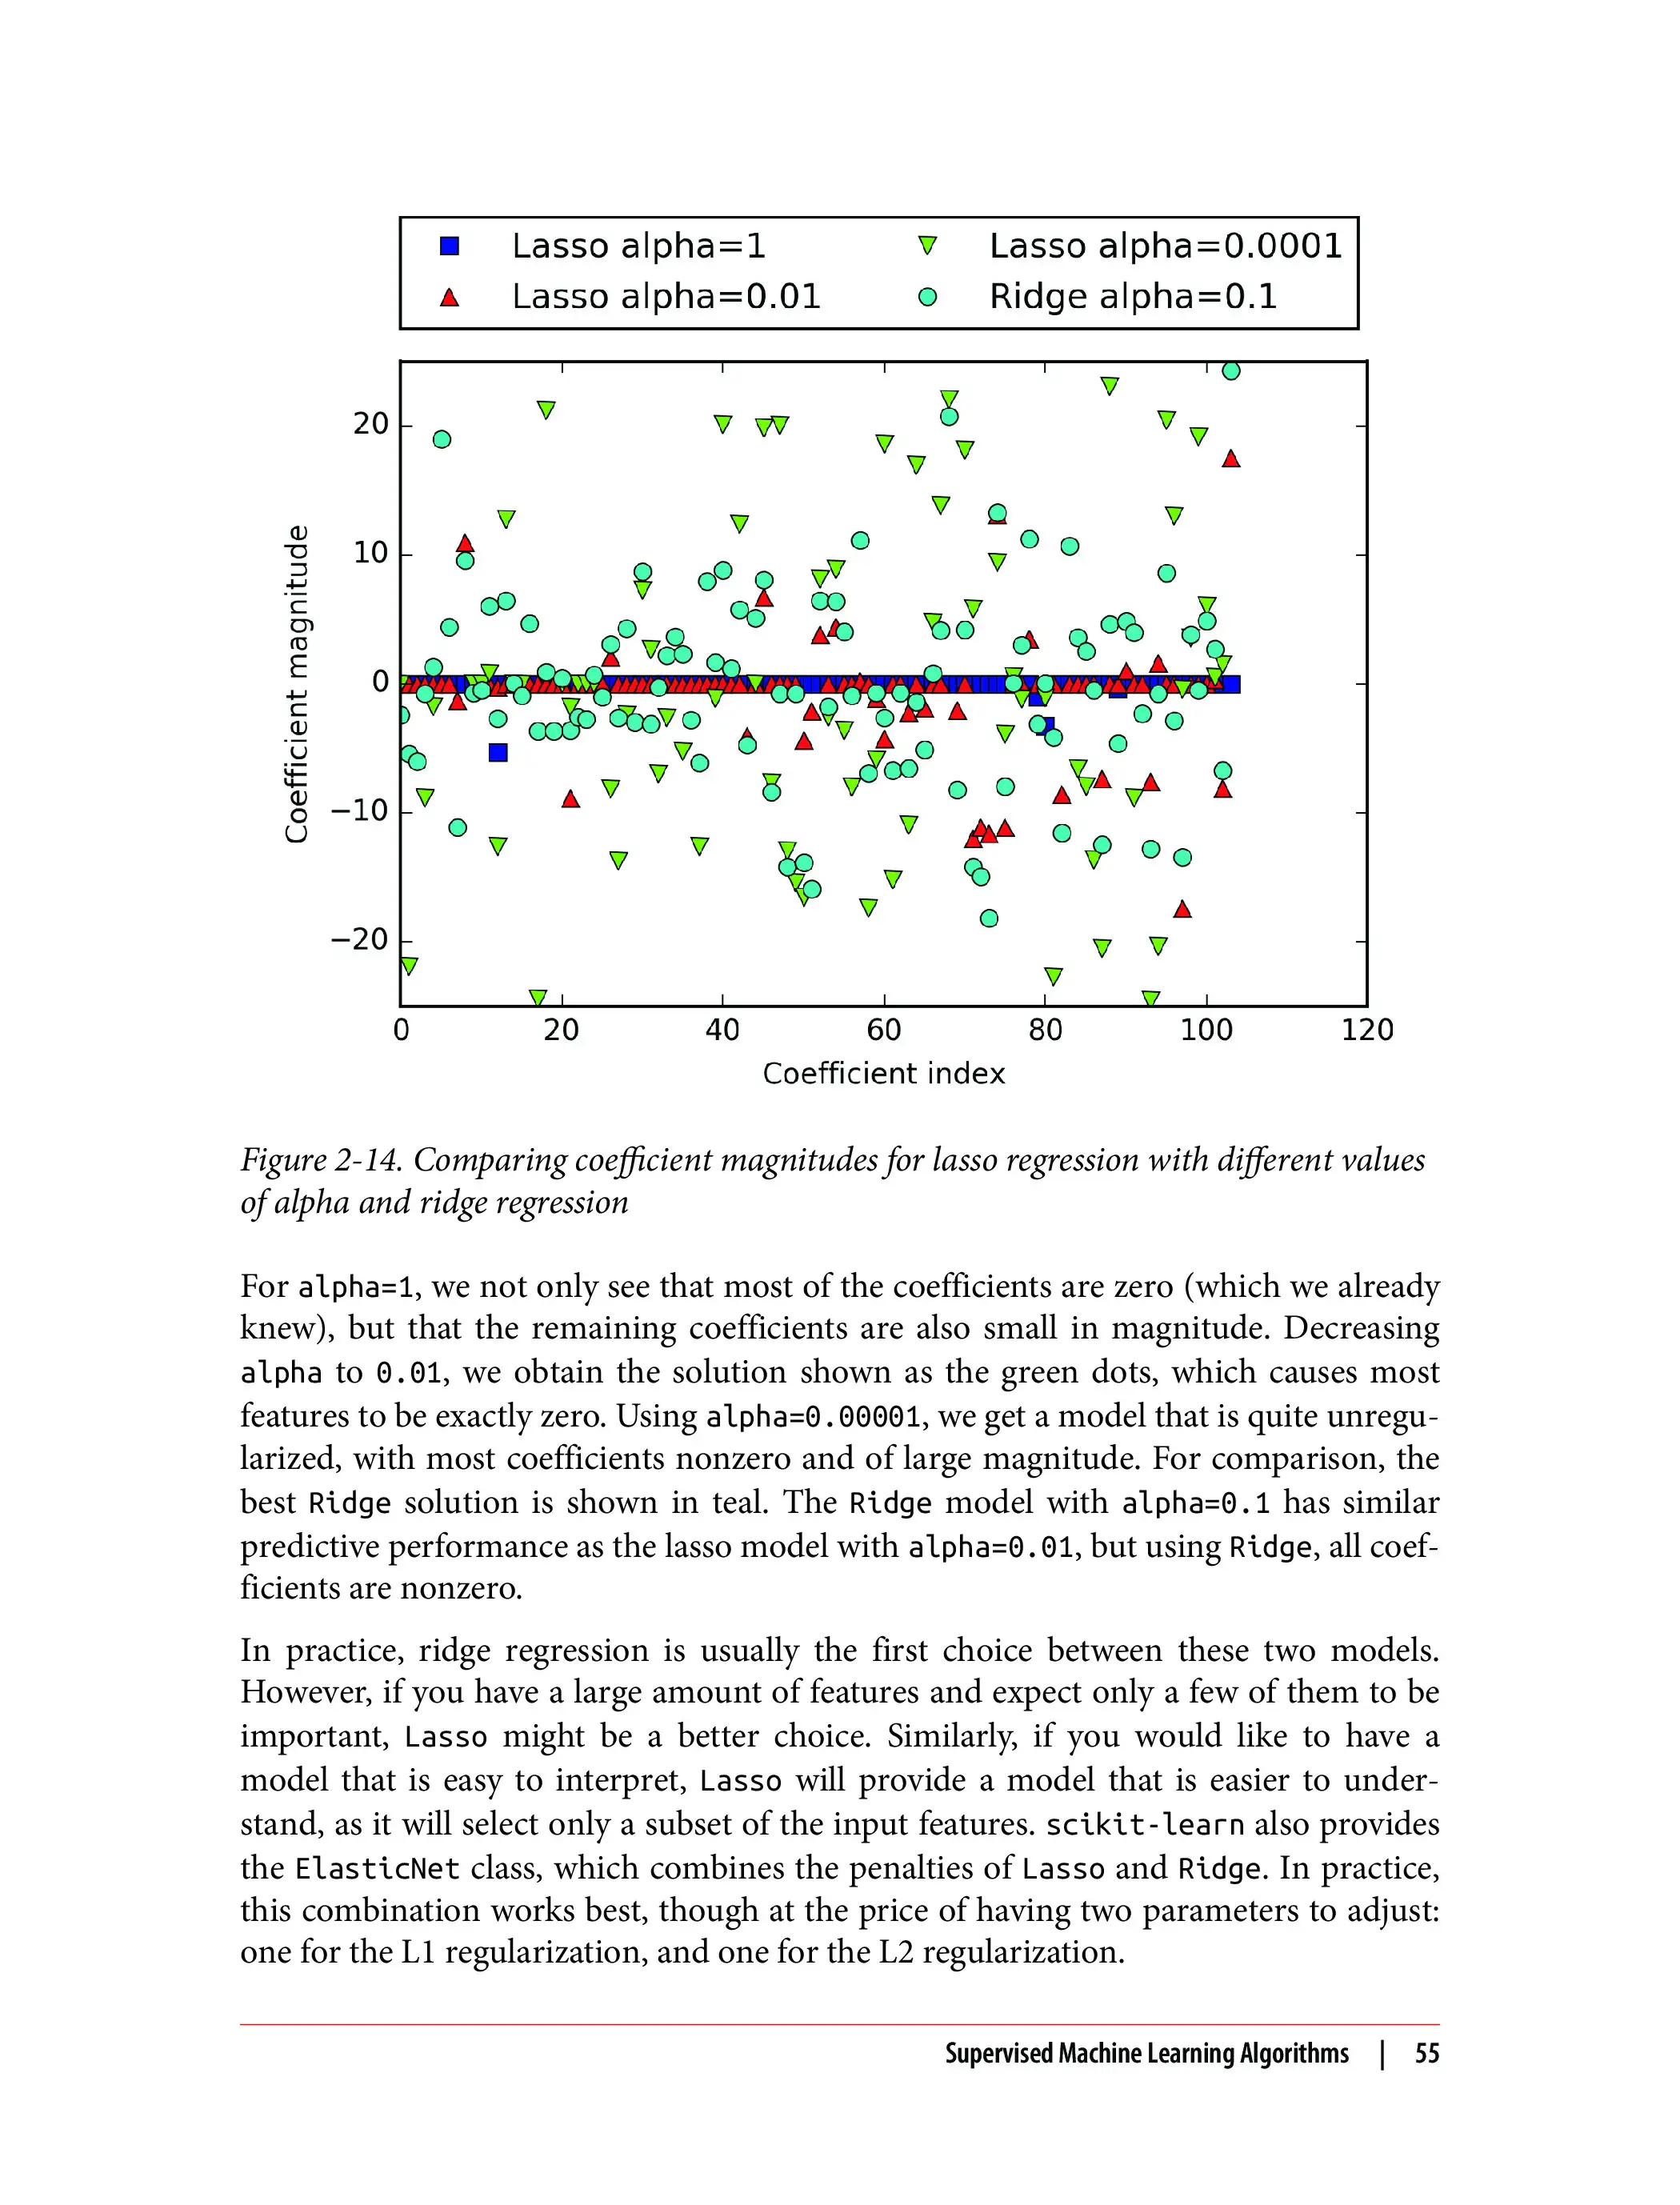 Lasso alpha=1
Lasso alpha=0.0001
Lasso alpha=0.01
Ridge alpha=0.1
20
10
0
−10
−20
Coefficient magnitude
0 20 40 60 80 100 120
Coefficient index
Figure 2-14. Comparing coefficient magnitudes for lasso regression with different values
of alpha and ridge regression
For alpha=1, we not only see that most of the coefficients are zero (which we already
knew), but that the remaining coefficients are also small in magnitude. Decreasing
alpha to 0.01, we obtain the solution shown as the green dots, which causes most
features to be exactly zero. Using alpha=0.00001, we get a model that is quite unregu-
larized, with most coefficients nonzero and of large magnitude. For comparison, the
best Ridge solution is shown in teal. The Ridge model with alpha=0.1 has similar
predictive performance as the lasso model with alpha=0.01, but using Ridge, all coef-
ficients are nonzero.
In practice, ridge regression is usually the first choice between these two models.
However, if you have a large amount of features and expect only a few of them to be
important, Lasso might be a better choice. Similarly, if you would like to have a
model that is easy to interpret, Lasso will provide a model that is easier to under-
stand, as it will select only a subset of the input features. scikit-learn also provides
the ElasticNet class, which combines the penalties of Lasso and Ridge. In practice,
this combination works best, though at the price of having two parameters to adjust:
one for the L1 regularization, and one for the L2 regularization.
Supervised Machine Learning Algorithms | 55